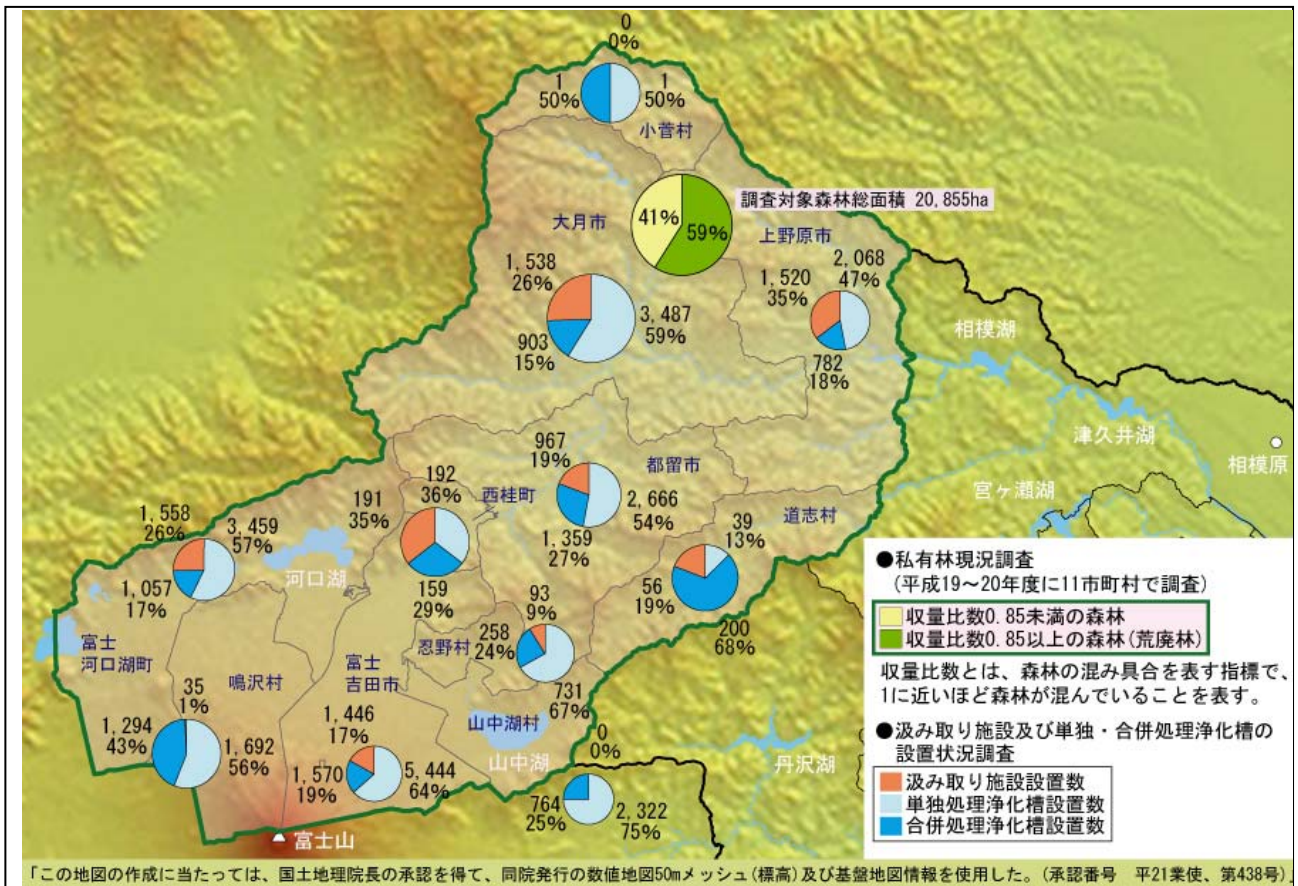 0
0%
1
50%
1
50%
小菅村
調査対象森林総面積 20,855ha
大月市
41%
59%
上野原市
1,538
26%
3,487
59%
903
15%
1,520
35%
2,068
47%
782
18%
相模湖
津久井湖
相模原
宮ヶ瀬湖
967
19%
都留市
2,666
54%
1,359
27%
192
36%
191
35%
西桂町
159
29%
道志村
39
13%
56
19%
200
68%
1,558
26%
3,459
57%
1,057
17%
河口湖
富士
河口湖町
鳴沢村
富士
吉田市
忍野村
93
9%
258
24%
731
67%
山中湖村
山中湖
35
1%
1,294
43%
1,692
56%
1,446
17%
1,570
19%
5,444
64%
0
0%
764
25%
2,322
75%
丹沢湖
富士山
●私有林現況調査
(平成19～20年度に11市町村で調査)
収量比数0.85未満の森林
収量比数0.85以上の森林(荒廃林)
収量比数とは、森林の混み具合を表す指標で、
1に近いほど森林が混んでいることを表す。
●汲み取り施設及び単独・合併処理浄化槽の
設置状況調査
汲み取り施設設置数
単独処理浄化槽設置数
合併処理浄化槽設置数
「この地図の作成に当たっては、国土地理院長の承認を得て、同院発行の数値地図50mメッシュ(標高)及び基盤地図情報を使用した。(承認番号 平21業使、第438号)」